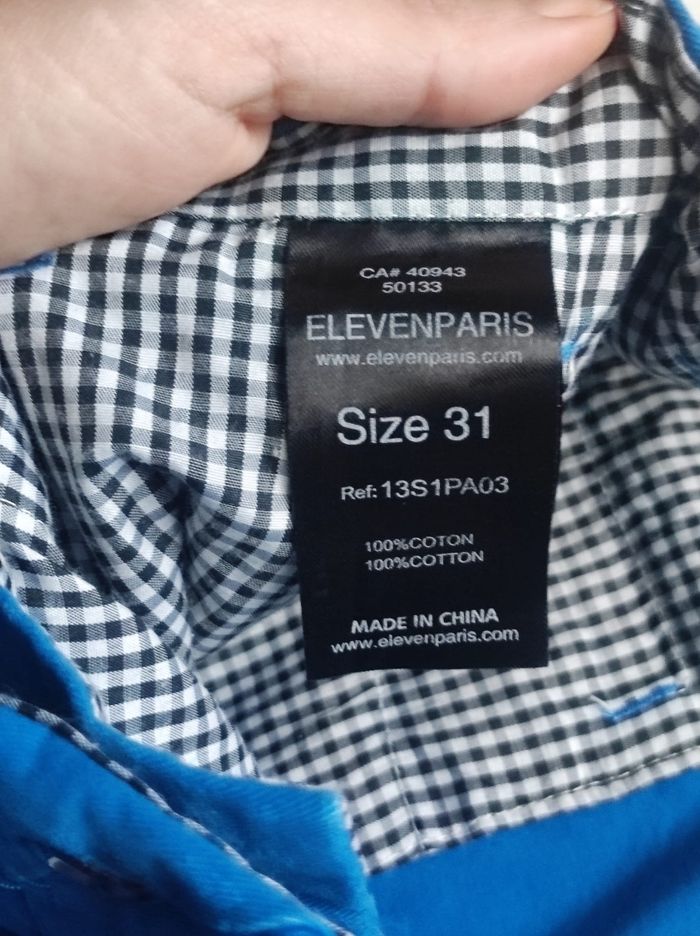 CA# 40943
50133
ELEVENPARIS
www.elevenparis.com
Size 31
Ref: 13S1PA03
100%COTON
100%COTTON
MADE IN CHINA
www.elevenparis.com